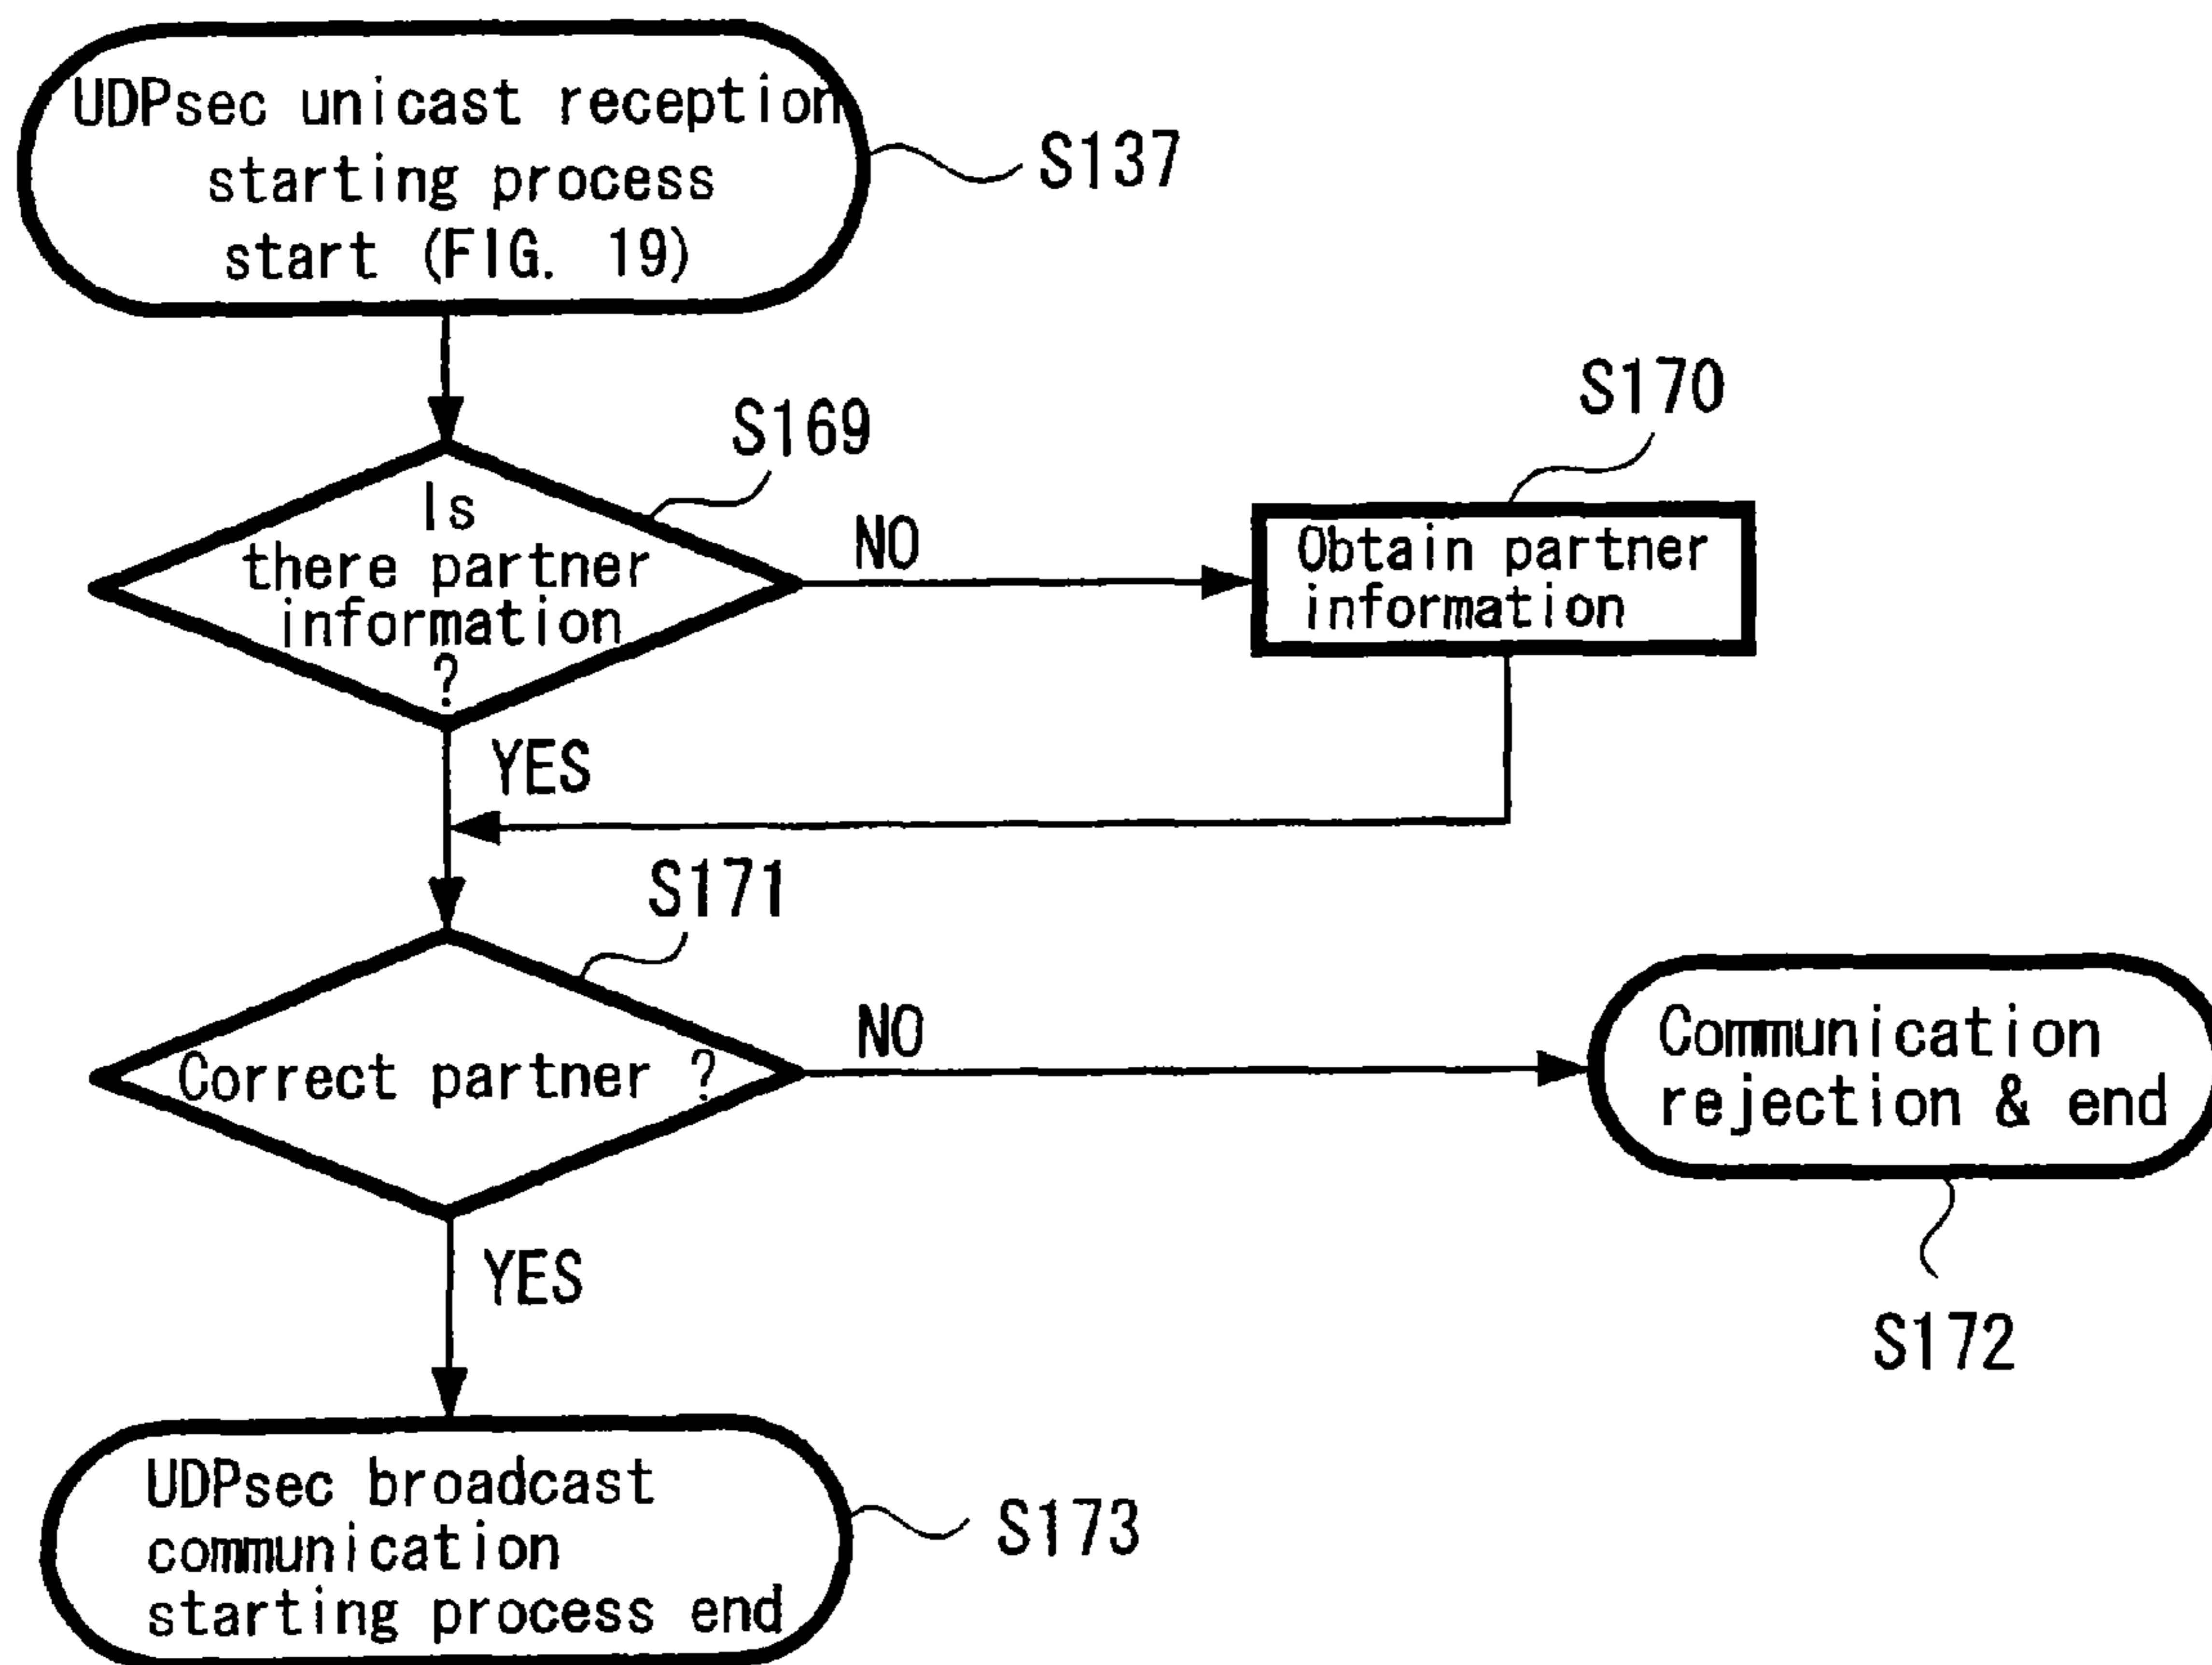 UDPsec unicast reception
starting process
start (FIG. 19)
S137
S169
S170
Is
there partner
information
?
NO
Obtain partner
information
YES
S171
Correct partner ?
NO
Communication
rejection & end
S172
YES
UDPsec broadcast
communication
starting process end
S173